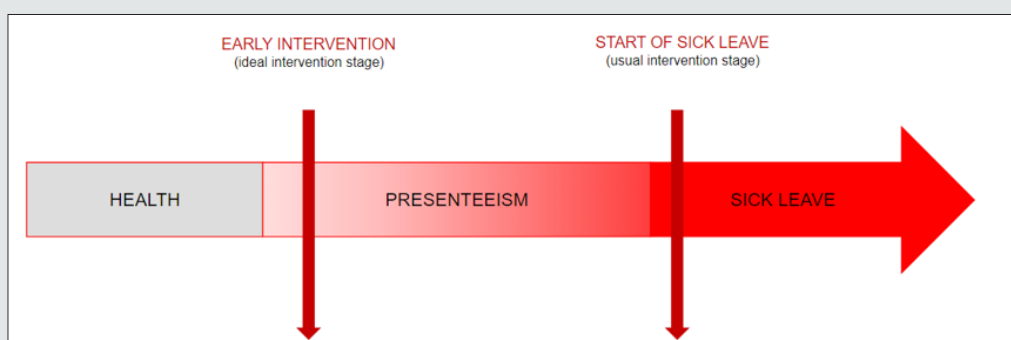 EARLY INTERVENTION
(ideal intervention stage)
START OF SICK LEAVE
(usual intervention stage)
HEALTH
PRESENTEEISM
SICK LEAVE